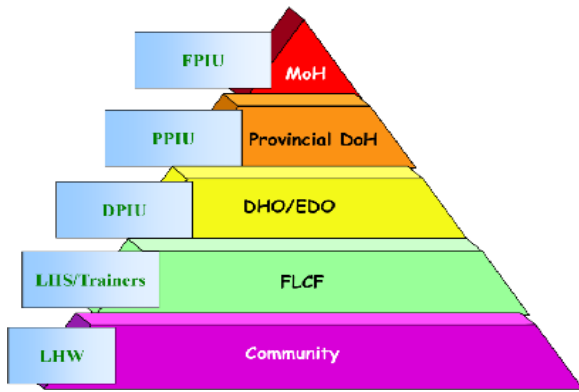 FPIU
MoH
PPIU
Provincial DoH
DPIU
DHO/EDO
LHS/Trainers
FLCF
LHW
Community